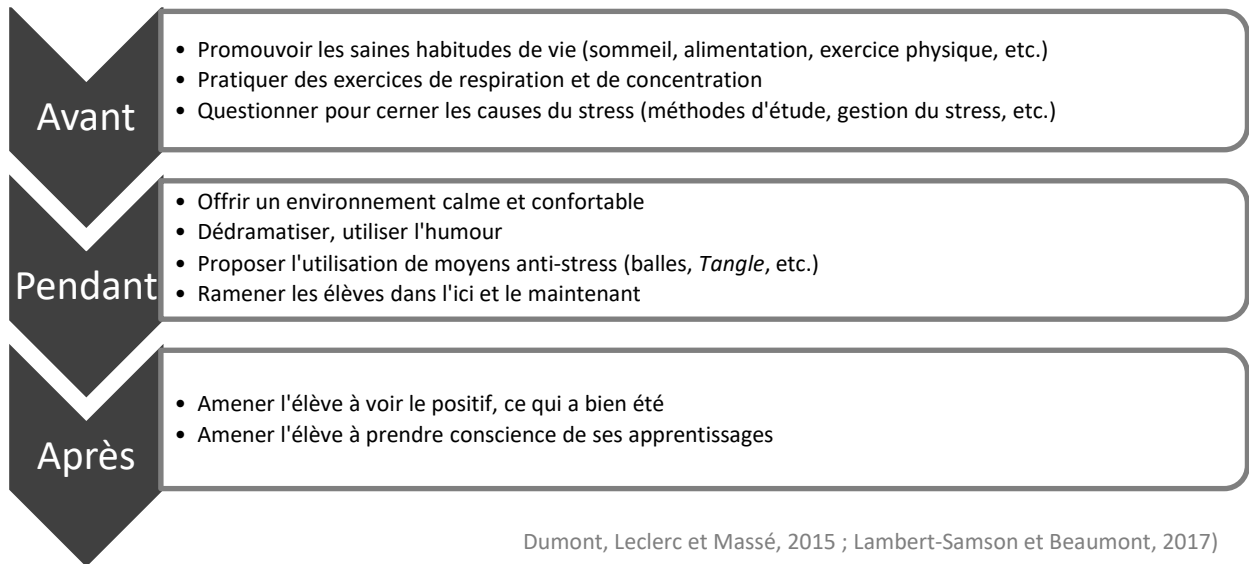 Avant
• Promouvoir les saines habitudes de vie (sommeil, alimentation, exercice physique, etc.)
• Pratiquer des exercices de respiration et de concentration
• Questionner pour cerner les causes du stress (méthodes d'étude, gestion du stress, etc.)
Pendant
• Offrir un environnement calme et confortable
• Dédramatiser, utiliser l'humour
• Proposer l'utilisation de moyens anti-stress (balles, Tangle, etc.)
• Ramener les élèves dans l'ici et le maintenant
Après
• Amener l'élève à voir le positif, ce qui a bien été
• Amener l'élève à prendre conscience de ses apprentissages
Dumont, Leclerc et Massé, 2015 ; Lambert-Samson et Beaumont, 2017)